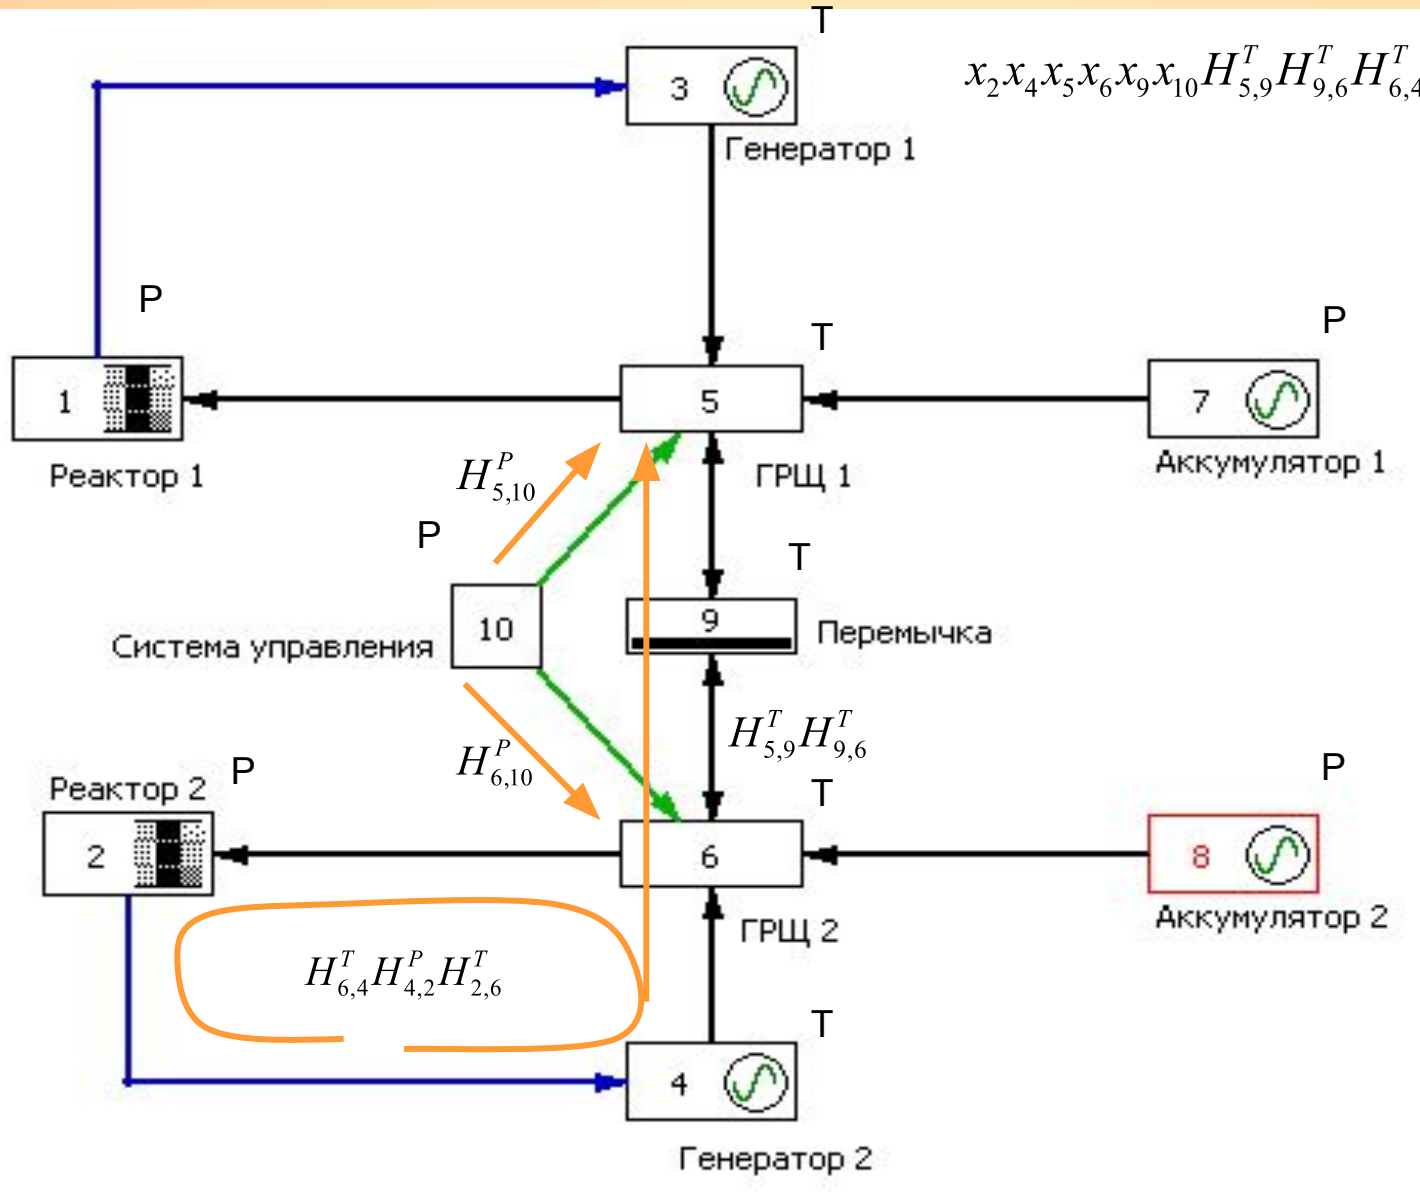 T
x_2x_4x_5x_6x_9x_{10}H^T_{5,9}H^T_{9,6}H^T_{6,4
3
Генератор 1
P
T
P
1
5
7
Реактор 1
ГРЩ 1
Аккумулятор 1
H^P_{5,10}
P
T
10
9
Система управления
Перемычка
H^T_{5,9}H^T_{9,6}
H^P_{6,10}
Реактор 2
P
T
P
2
6
8
ГРЩ 2
Аккумулятор 2
H^T_{6,4}H^P_{4,2}H^T_{2,6}
T
4
Генератор 2